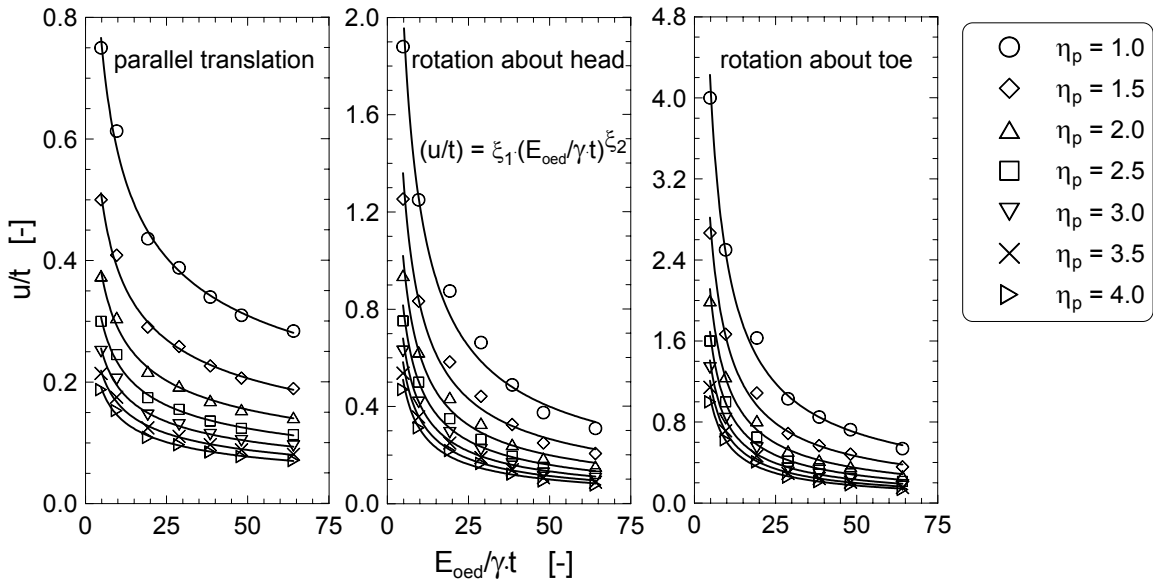 parallel translation
0.8
0.6
0.4
0.2
0.0
u/t [-]
0 25 50 75
rotation about head
(u/t) = ξ1·(Eoed/γ·t)ξ2
2.0
1.6
1.2
0.8
0.4
0.0
0 25 50 75
Eoed/γ·t [-]
rotation about toe
4.8
4.0
3.2
2.4
1.6
0.8
0.0
0 25 50 75
ηp = 1.0
ηp = 1.5
ηp = 2.0
ηp = 2.5
ηp = 3.0
ηp = 3.5
ηp = 4.0